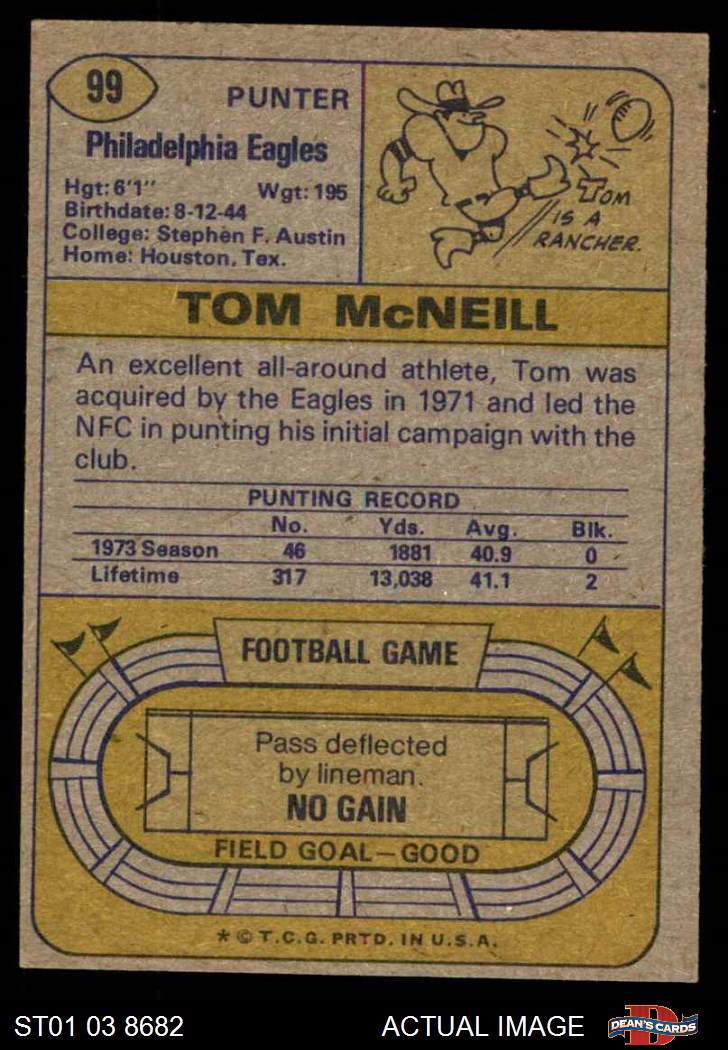 99
PUNTER
Philadelphia Eagles
Hgt: 6'1"   Wgt: 195
Birthdate: 8-12-44
College: Stephen F. Austin
Home: Houston, Tex.
TOM
IS A
RANCHER.
TOM McNEILL
An excellent all-around athlete, Tom was
acquired by the Eagles in 1971 and led the
NFC in punting his initial campaign with the
club.
PUNTING RECORD
No.   Yds.   Avg.   Blk.
1973 Season   46   1881   40.9   0
Lifetime   317   13,038   41.1   2
FOOTBALL GAME
Pass deflected
by lineman.
NO GAIN
FIELD GOAL—GOOD
* © T.C.G. PRTD. IN U.S.A.
ST01 03 8682   ACTUAL IMAGE   D DEAN'S CARDS